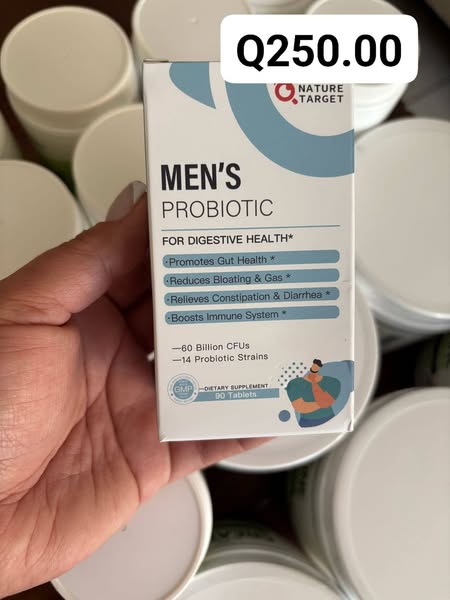 Q250.00
NATURE
TARGET
MEN'S
PROBIOTIC
FOR DIGESTIVE HEALTH*
·Promotes Gut Health *
·Reduces Bloating & Gas *
·Relieves Constipation & Diarrhea *
·Boosts Immune System *
—60 Billion CFUs
—14 Probiotic Strains
GMP
DIETARY SUPPLEMENT
90 Tablets